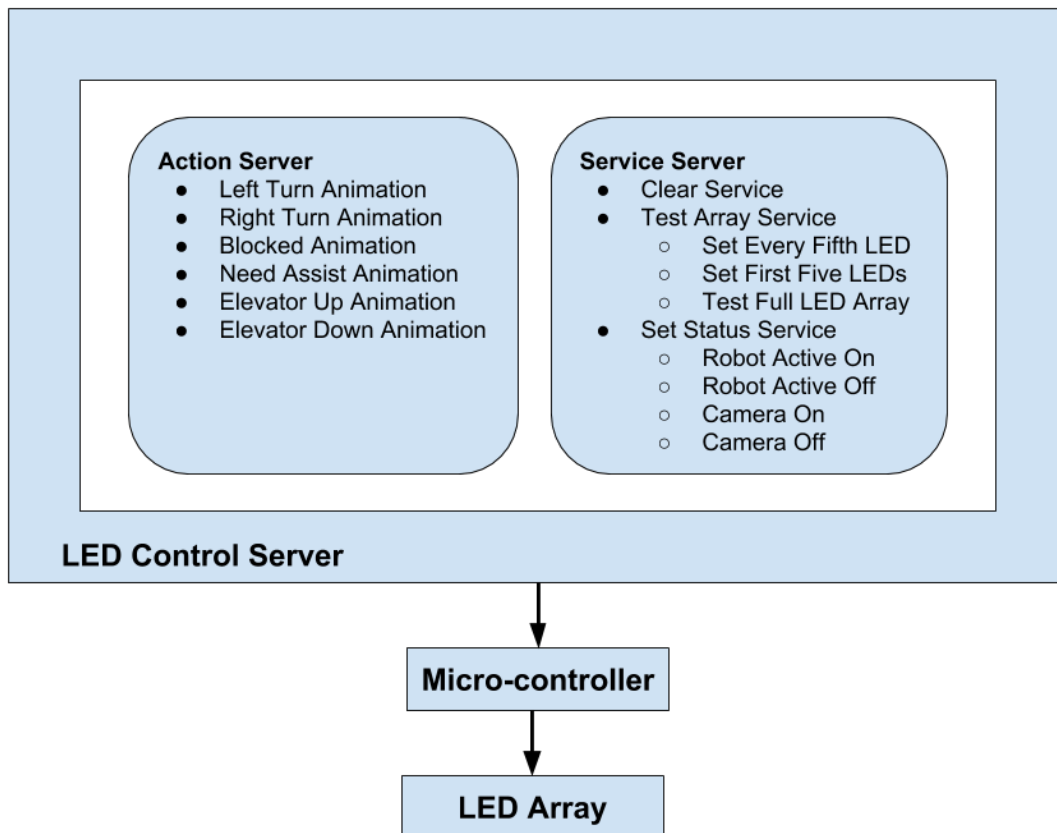 Action Server
● Left Turn Animation
● Right Turn Animation
● Blocked Animation
● Need Assist Animation
● Elevator Up Animation
● Elevator Down Animation
Service Server
● Clear Service
● Test Array Service
○ Set Every Fifth LED
○ Set First Five LEDs
○ Test Full LED Array
● Set Status Service
○ Robot Active On
○ Robot Active Off
○ Camera On
○ Camera Off
LED Control Server
Micro-controller
LED Array